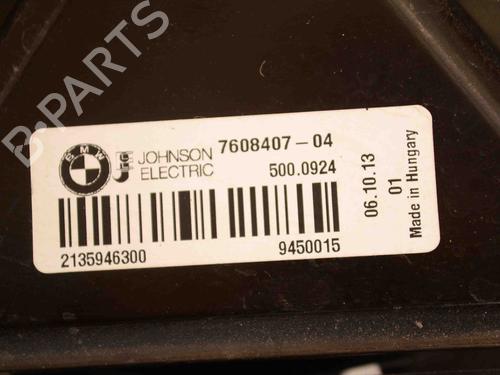 B-PARTS
BMW
JOHNSON
ELECTRIC
7608407-04
500.0924
2135946300
9450015
06.10.13
01
Made in Hungary